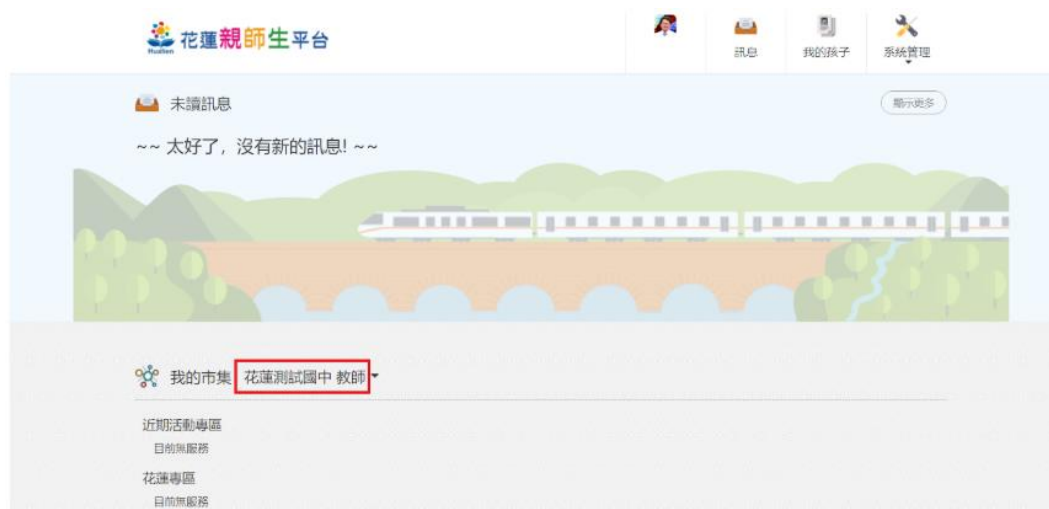 Hualien 花蓮親師生平台
訊息
我的孩子
系統管理
未讀訊息
顯示更多
~~ 太好了，沒有新的訊息! ~~
我的市集 花蓮測試國中 教師
近期活動專區
目前無服務
花蓮專區
目前無服務